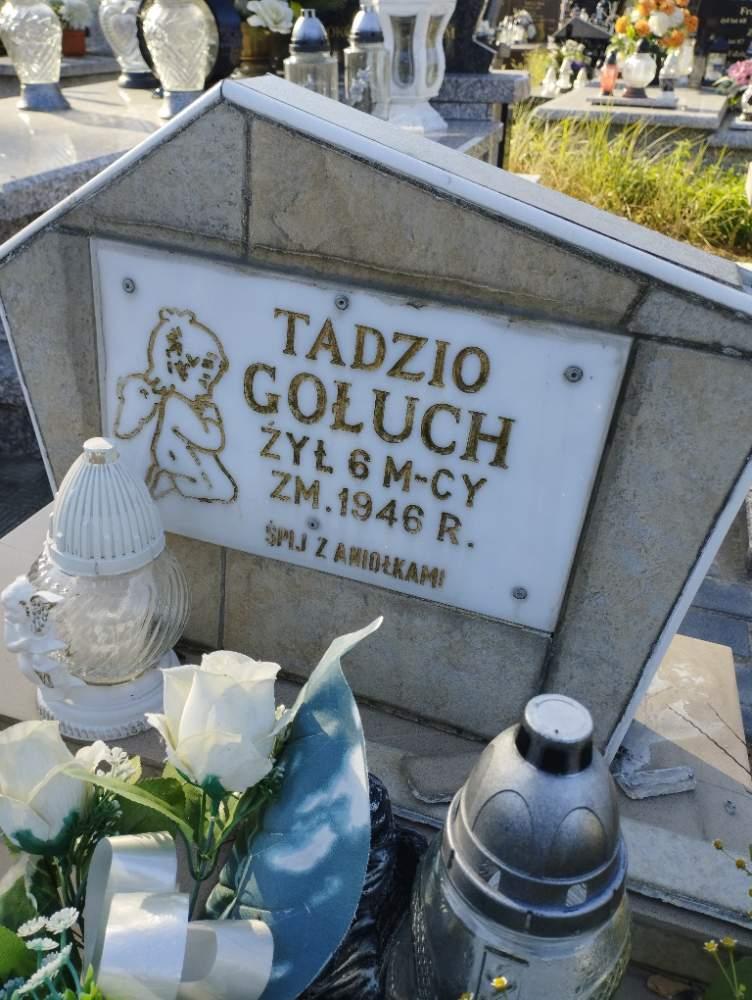 TADZIO
GOŁUCH
ŻYŁ 6 M-CY
ZM. 1946 R.
ŚPIJ Z ANIOŁKAMI